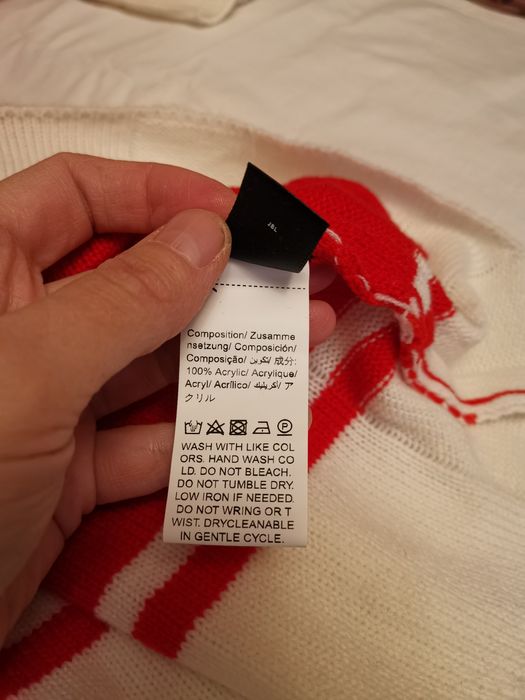 JBL
Composition/ Zusamme
nsetzung/ Composición/
Composição/ تكوين/ 成分:
100% Acrylic/ Acrylique/
Acryl/ Acrílico/ أكريليك/ ア
クリル
WASH WITH LIKE COL
ORS. HAND WASH CO
LD. DO NOT BLEACH.
DO NOT TUMBLE DRY.
LOW IRON IF NEEDED.
DO NOT WRING OR T
WIST. DRYCLEANABLE
IN GENTLE CYCLE.